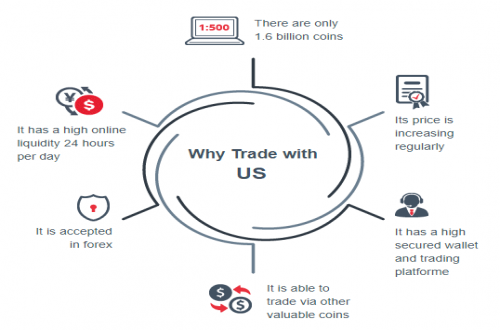 1:500
There are only
1.6 billion coins
¥
$
It has a high online
liquidity 24 hours
per day
Its price is
increasing
regularly
Why Trade with
US
It is accepted
in forex
It has a high
secured wallet
and trading
platforme
$
It is able to
trade via other
valuable coins